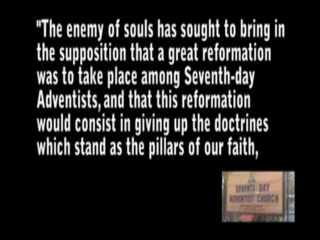 "The enemy of souls has sought to bring in
the supposition that a great reformation
was to take place among Seventh-day
Adventists, and that this reformation
would consist in giving up the doctrines
which stand as the pillars of our faith,
SEVENTH-DAY
ADVENTIST CHURCH